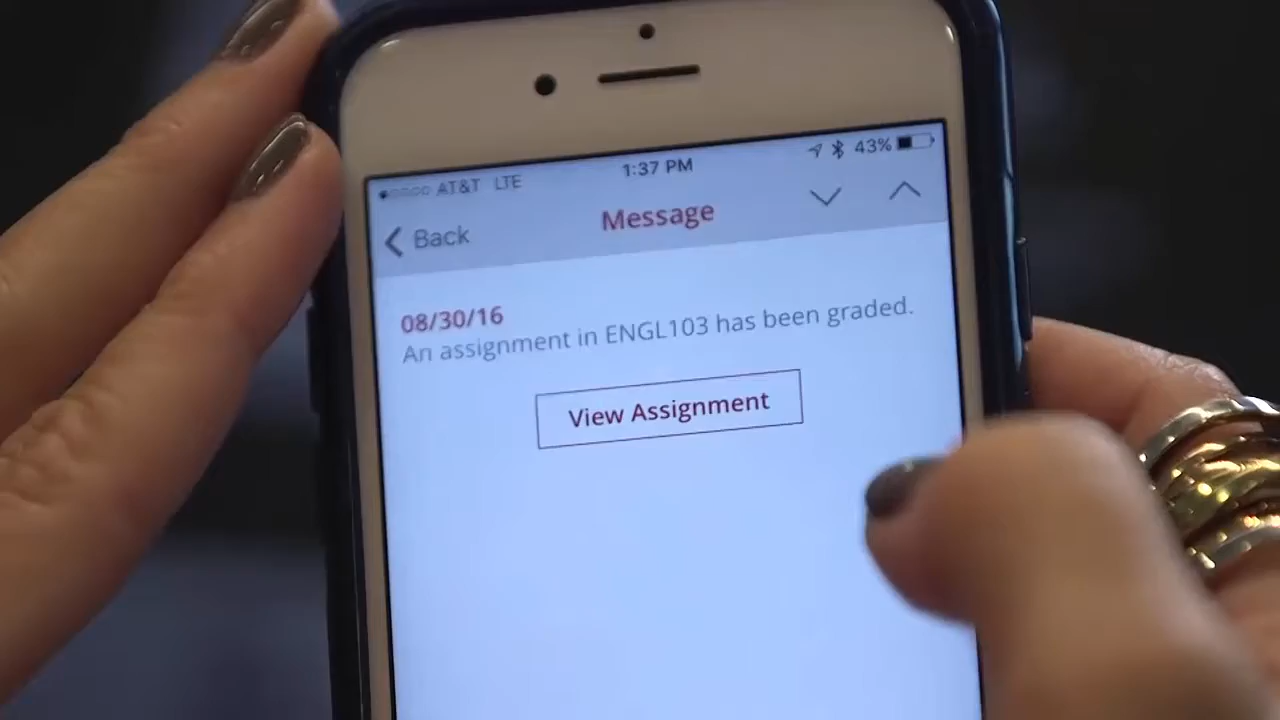 AT&T LTE 1:37 PM 43%
Back Message
08/30/16
An assignment in ENGL103 has been graded.
View Assignment